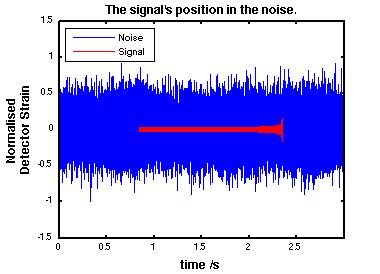 The signal's position in the noise.
1.5
Noise
Signal
1
0.5
0
-0.5
-1
-1.5
Normalised
Detector Strain
0 0.5 1 1.5 2 2.5
time /s